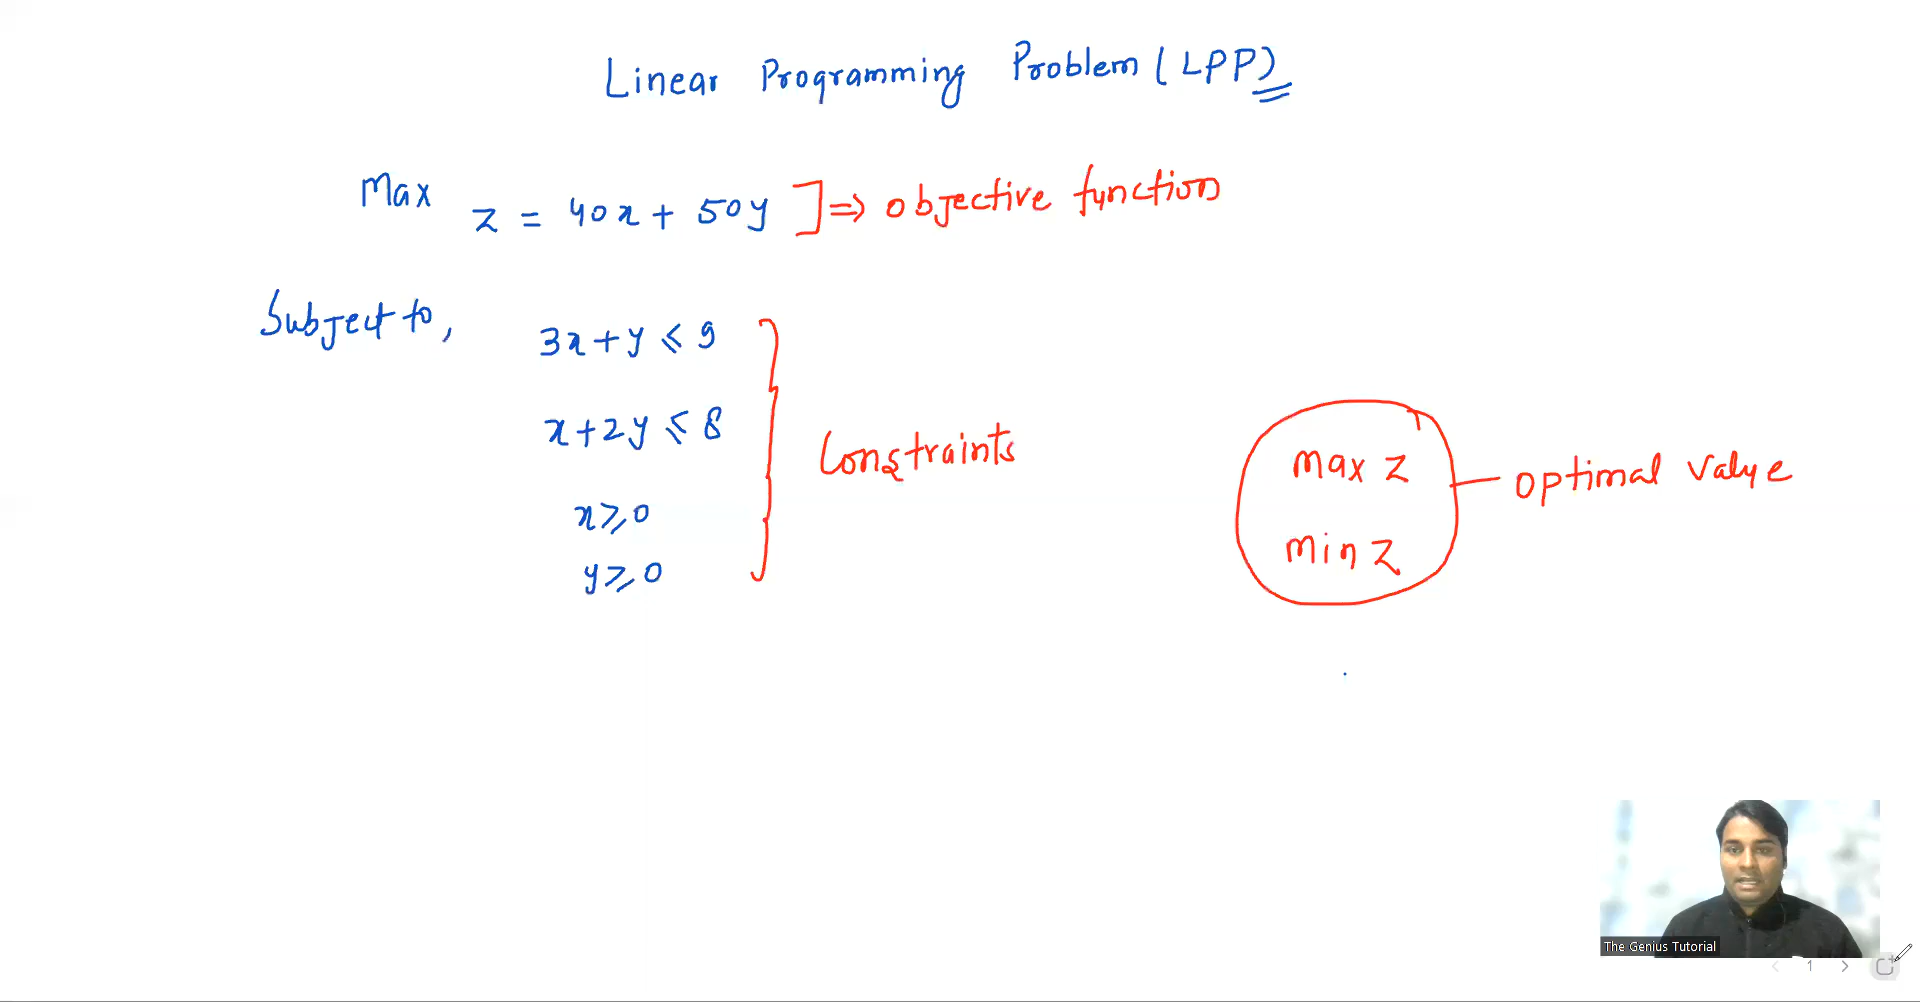 Linear Programming Problem (LPP)
Max z = 40x + 50y ] ⇒ objective function
Subject to,
3x + y ⩽ 9
x + 2y ⩽ 8
Constraints
x ⩾ 0
y ⩾ 0
max z
optimal value
min z
The Genius Tutorial
1